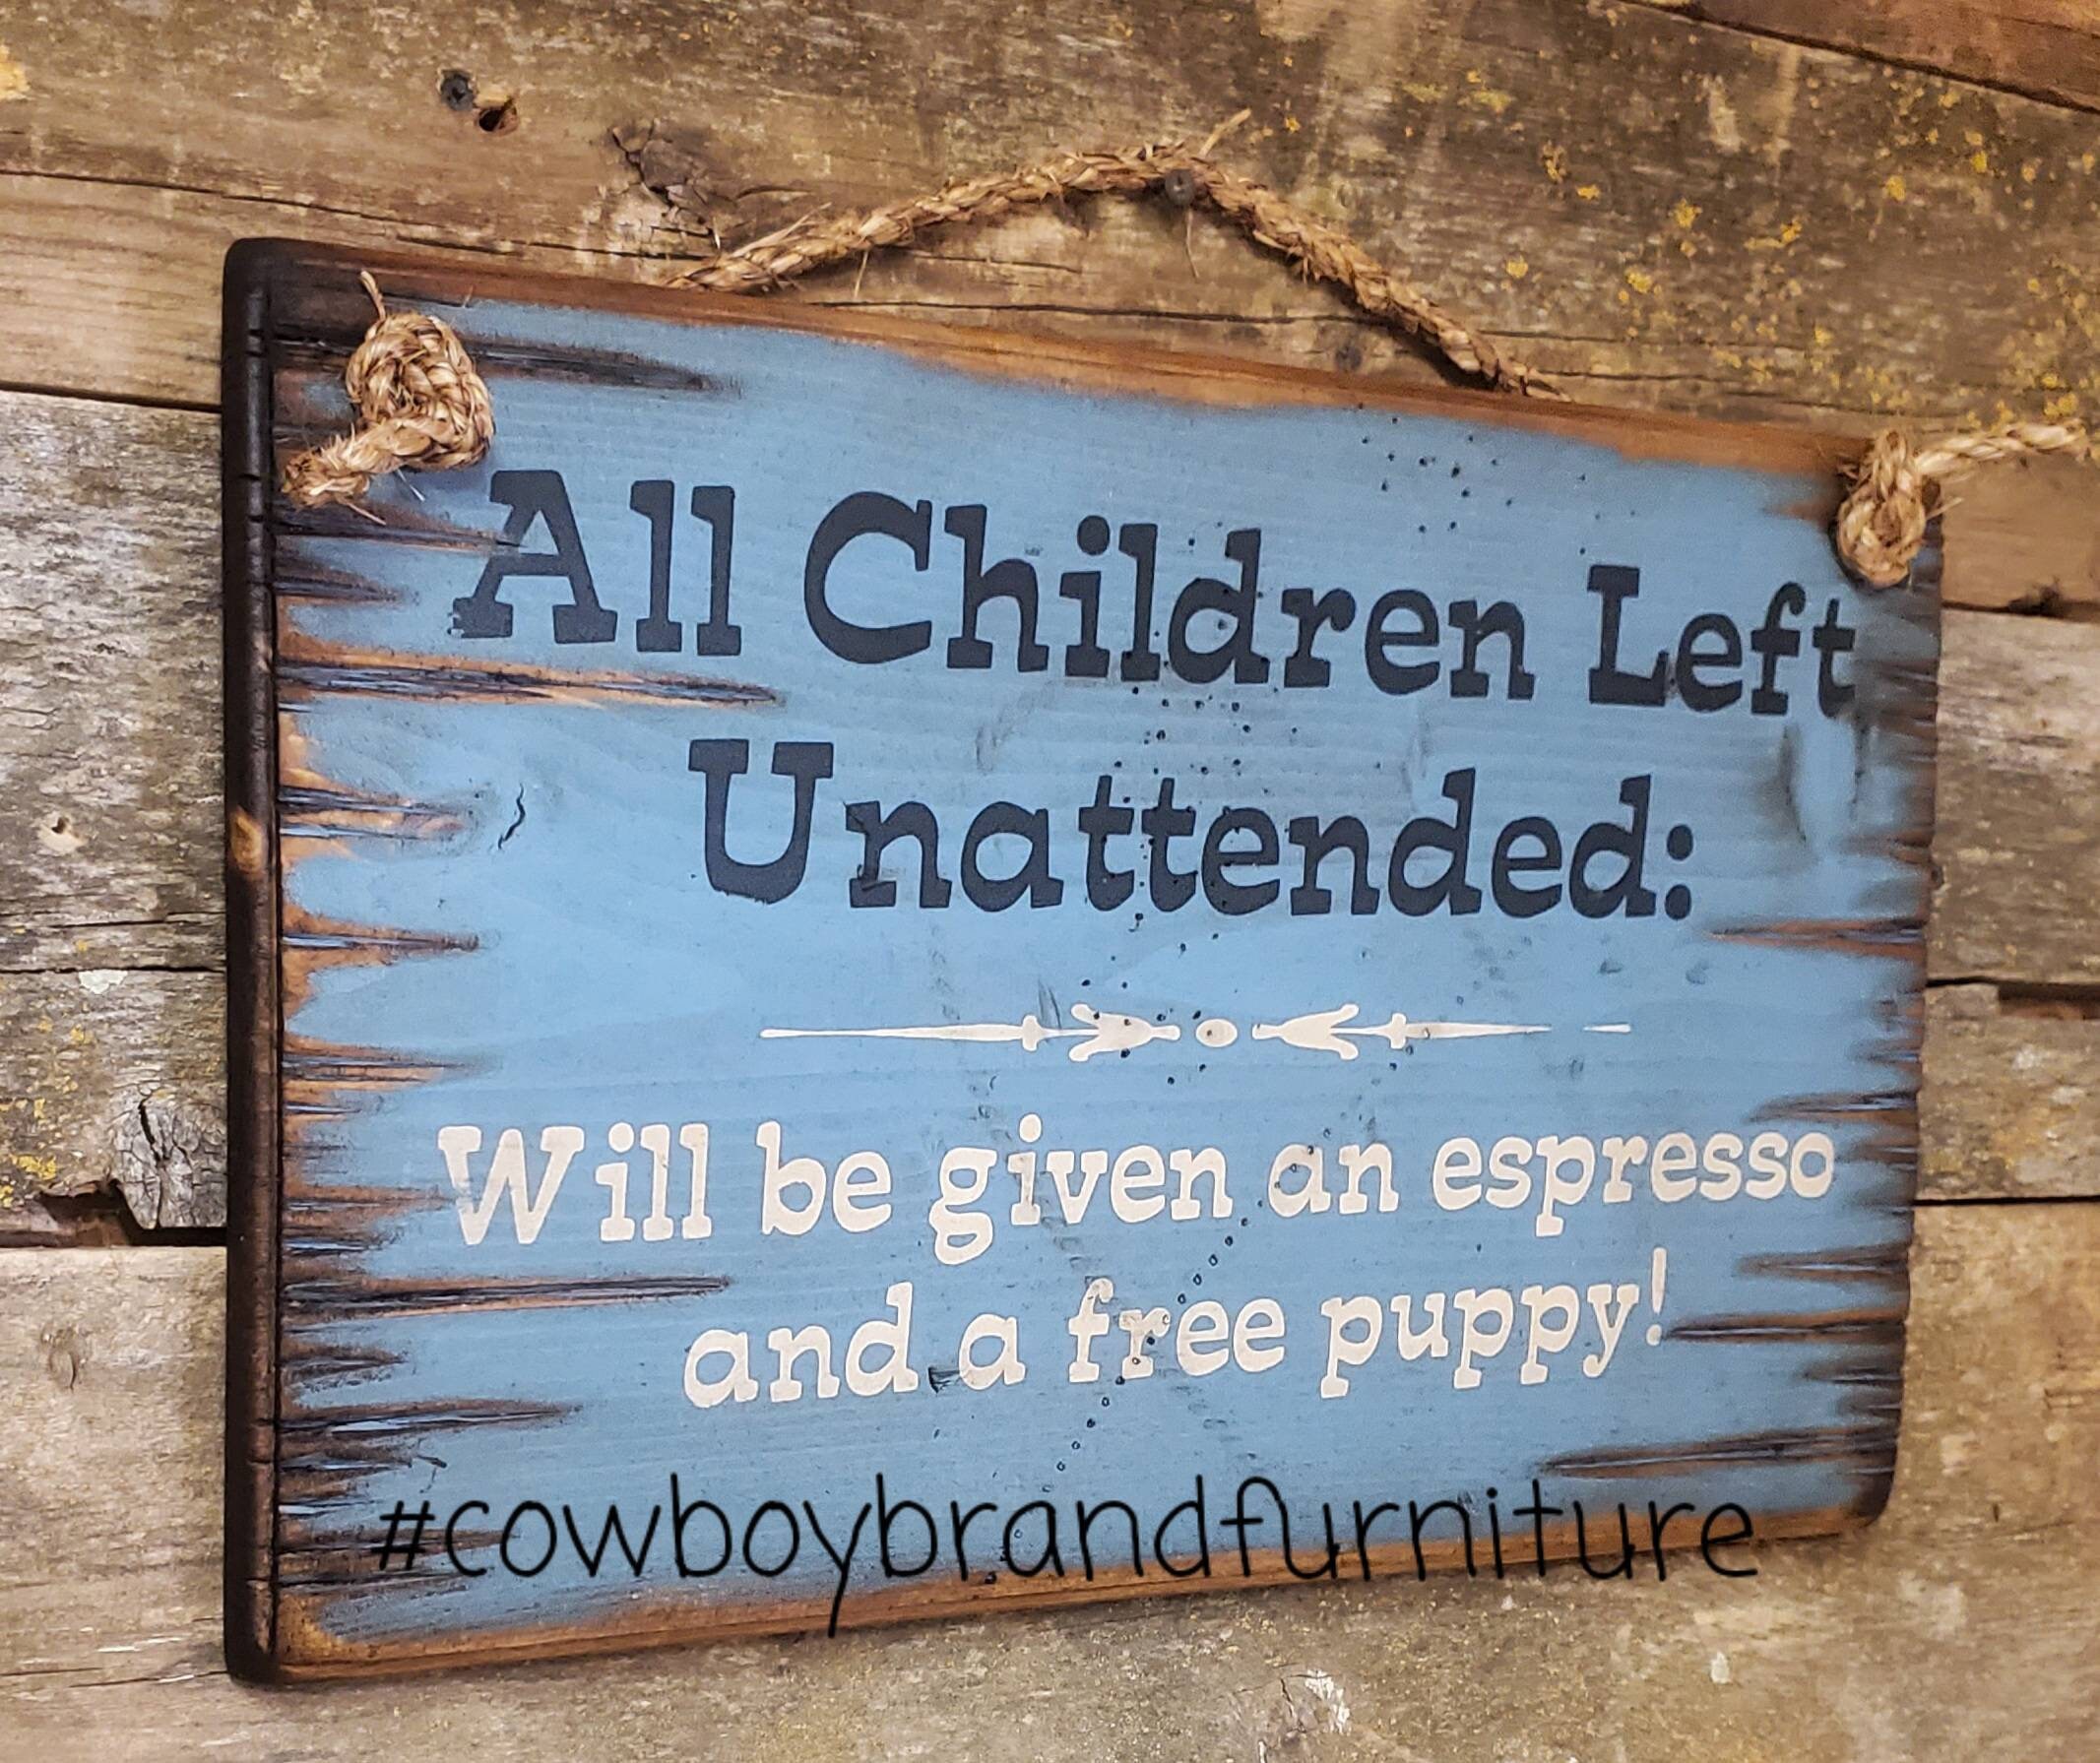 All Children Left
Unattended:
Will be given an espresso
and a free puppy!
#cowboybrandfurniture